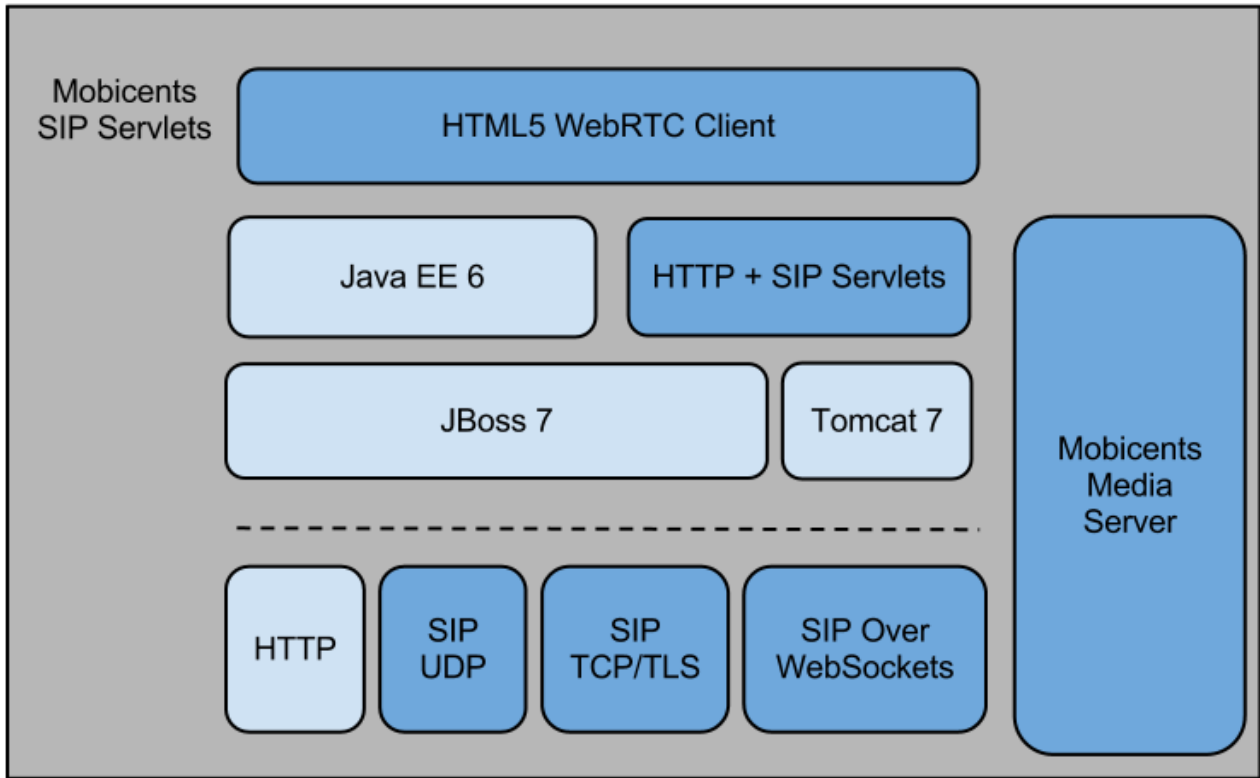 Mobicents
SIP Servlets
HTML5 WebRTC Client
Java EE 6
HTTP + SIP Servlets
JBoss 7
Tomcat 7
Mobicents
Media
Server
HTTP
SIP
UDP
SIP
TCP/TLS
SIP Over
WebSockets